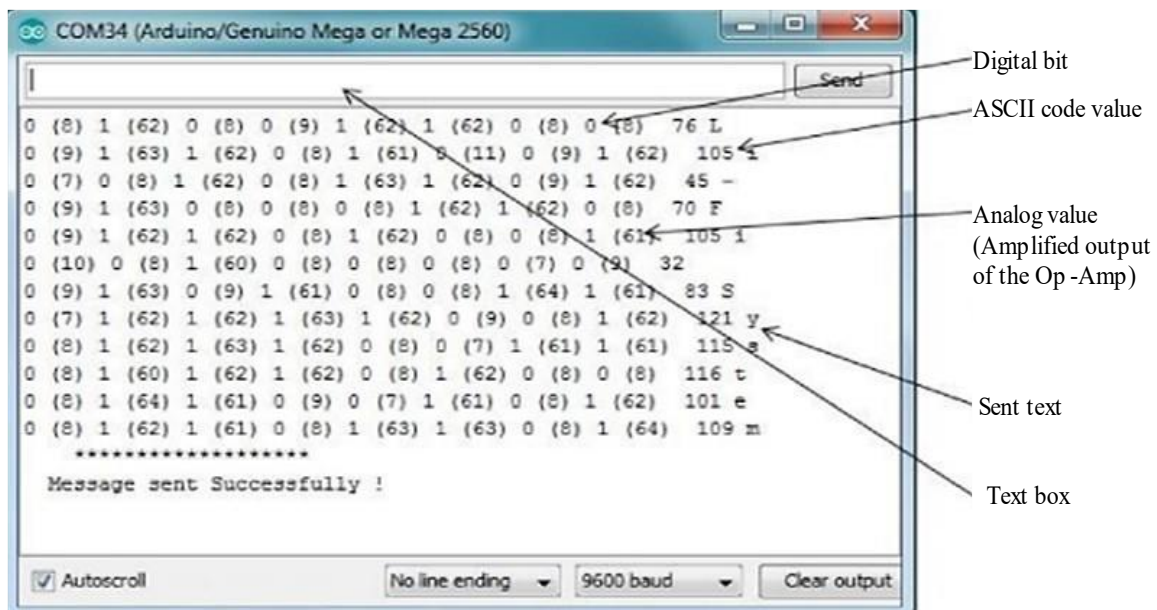 COM34 (Arduino/Genuino Mega or Mega 2560)
Send
0 (8) 1 (62) 0 (8) 0 (9) 1 (62) 1 (62) 0 (8) 0 (8) 76 L
0 (9) 1 (63) 1 (62) 0 (8) 1 (61) 0 (11) 0 (9) 1 (62) 105 i
0 (7) 0 (8) 1 (62) 0 (8) 1 (63) 1 (62) 0 (9) 1 (62) 45 -
0 (9) 1 (63) 0 (8) 0 (8) 0 (8) 1 (62) 1 (62) 0 (8) 70 F
0 (9) 1 (62) 1 (62) 0 (8) 1 (62) 0 (8) 0 (8) 1 (61) 105 i
0 (10) 0 (8) 1 (60) 0 (8) 0 (8) 0 (8) 0 (7) 0 (9) 32
0 (9) 1 (63) 0 (9) 1 (61) 0 (8) 0 (8) 1 (64) 1 (61) 83 S
0 (7) 1 (62) 1 (62) 1 (63) 1 (62) 0 (9) 0 (8) 1 (62) 121 y
0 (8) 1 (62) 1 (63) 1 (62) 0 (8) 0 (7) 1 (61) 1 (61) 115 s
0 (8) 1 (60) 1 (62) 1 (62) 0 (8) 1 (62) 0 (8) 0 (8) 116 t
0 (8) 1 (64) 1 (61) 0 (9) 0 (7) 1 (61) 0 (8) 1 (62) 101 e
0 (8) 1 (62) 1 (61) 0 (8) 1 (63) 1 (63) 0 (8) 1 (64) 109 m
*******************
Message sent Successfully !
Autoscroll
No line ending
9600 baud
Clear output
Digital bit
ASCII code value
Analog value
(Amplified output
of the Op -Amp)
Sent text
Text box